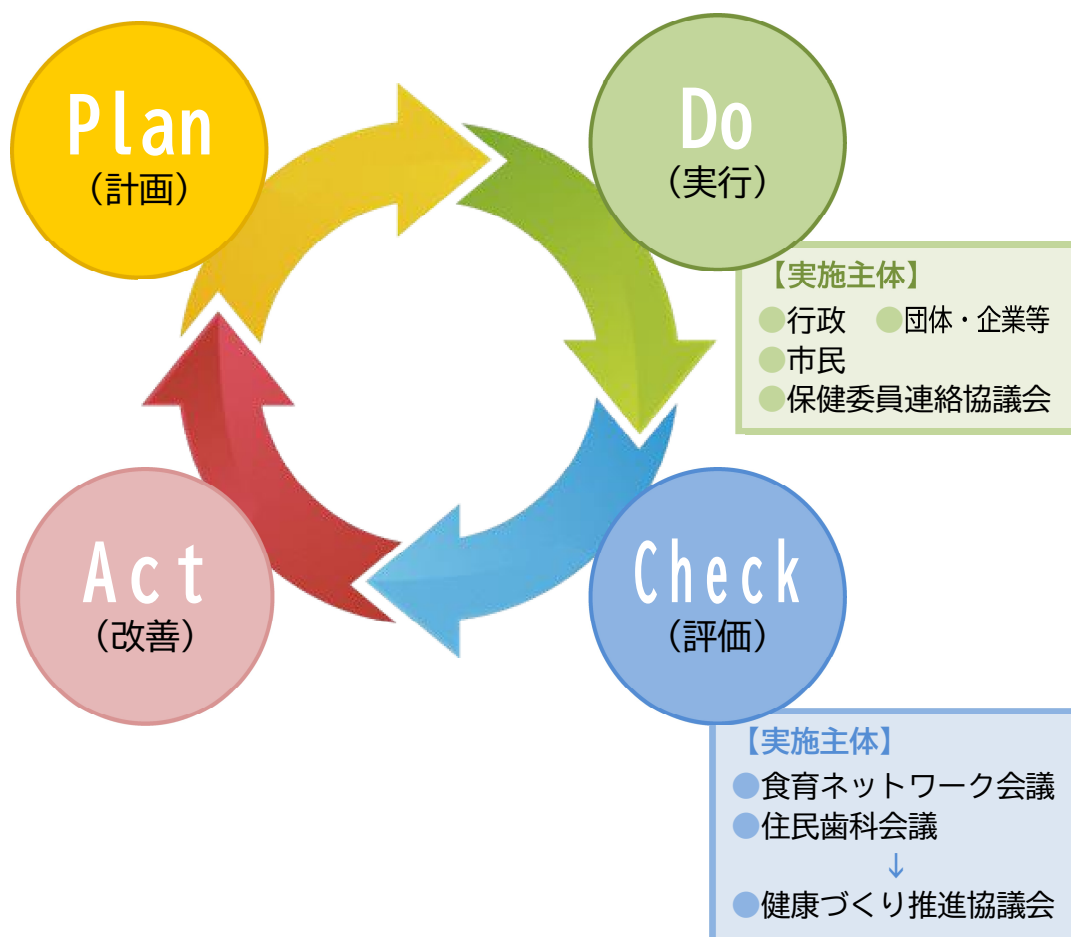 Plan
（計画）
Do
（実行）
【実施主体】
●行政　●団体・企業等
●市民
●保健委員連絡協議会
Check
（評価）
【実施主体】
●食育ネットワーク会議
●住民歯科会議
↓
●健康づくり推進協議会
Act
（改善）